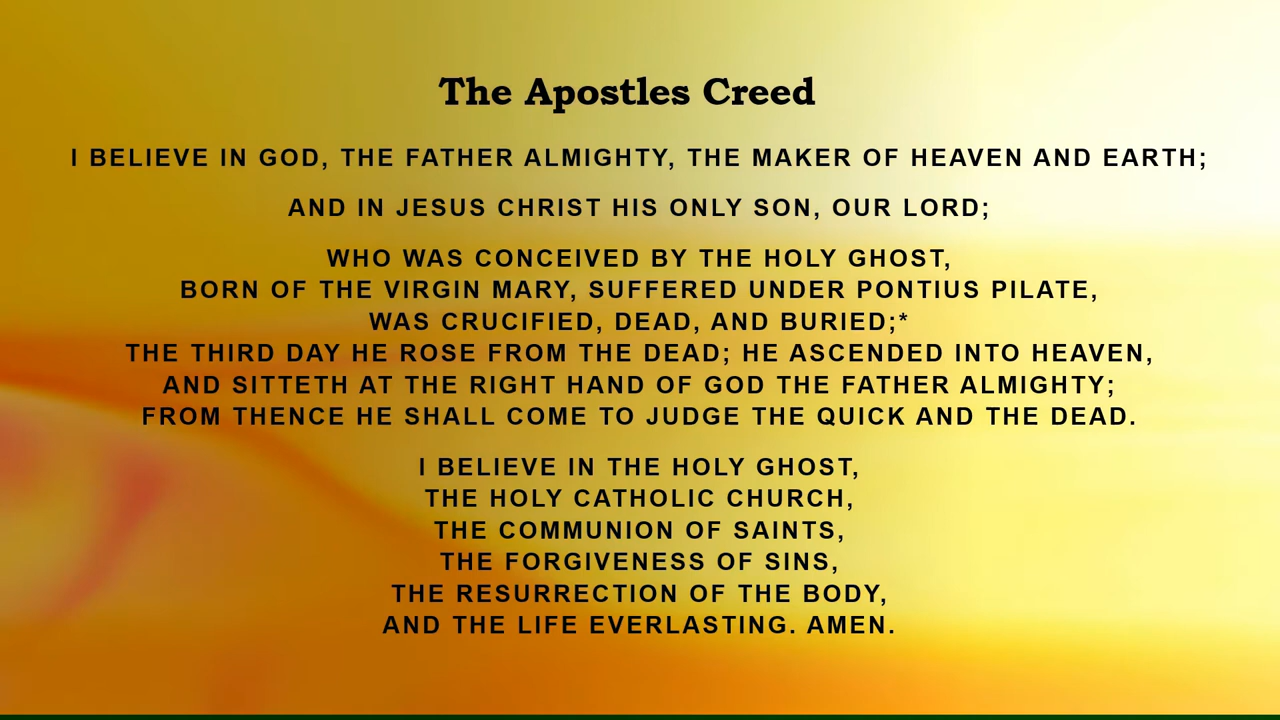 The Apostles Creed
I BELIEVE IN GOD, THE FATHER ALMIGHTY, THE MAKER OF HEAVEN AND EARTH;
AND IN JESUS CHRIST HIS ONLY SON, OUR LORD;
WHO WAS CONCEIVED BY THE HOLY GHOST,
BORN OF THE VIRGIN MARY, SUFFERED UNDER PONTIUS PILATE,
WAS CRUCIFIED, DEAD, AND BURIED;*
THE THIRD DAY HE ROSE FROM THE DEAD; HE ASCENDED INTO HEAVEN,
AND SITTETH AT THE RIGHT HAND OF GOD THE FATHER ALMIGHTY;
FROM THENCE HE SHALL COME TO JUDGE THE QUICK AND THE DEAD.
I BELIEVE IN THE HOLY GHOST,
THE HOLY CATHOLIC CHURCH,
THE COMMUNION OF SAINTS,
THE FORGIVENESS OF SINS,
THE RESURRECTION OF THE BODY,
AND THE LIFE EVERLASTING. AMEN.